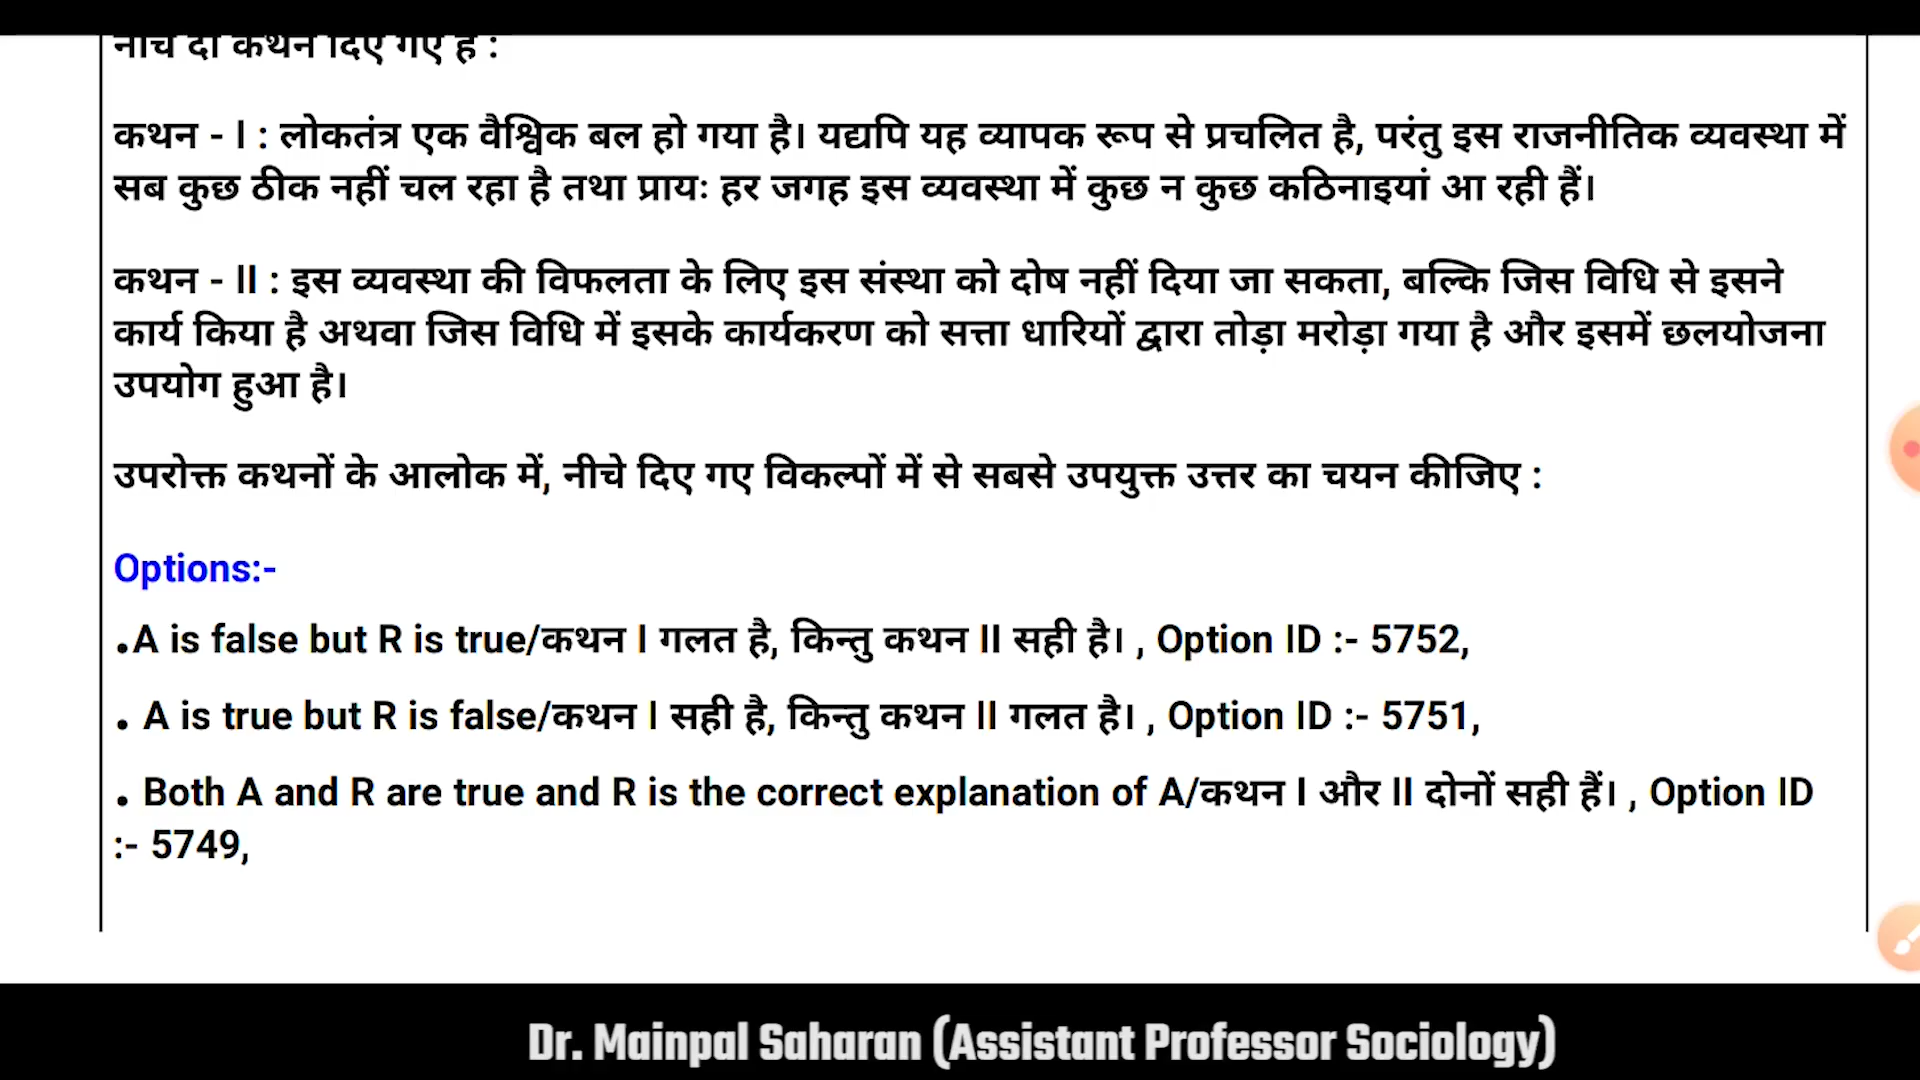 नीचे दो कथन दिए गए हैं :
कथन - I : लोकतंत्र एक वैश्विक बल हो गया है। यद्यपि यह व्यापक रूप से प्रचलित है, परंतु इस राजनीतिक व्यवस्था में
सब कुछ ठीक नहीं चल रहा है तथा प्रायः हर जगह इस व्यवस्था में कुछ न कुछ कठिनाइयां आ रही हैं।
कथन - II : इस व्यवस्था की विफलता के लिए इस संस्था को दोष नहीं दिया जा सकता, बल्कि जिस विधि से इसने
कार्य किया है अथवा जिस विधि में इसके कार्यकरण को सत्ता धारियों द्वारा तोड़ा मरोड़ा गया है और इसमें छलयोजना
उपयोग हुआ है।
उपरोक्त कथनों के आलोक में, नीचे दिए गए विकल्पों में से सबसे उपयुक्त उत्तर का चयन कीजिए :
Options:-
.A is false but R is true/कथन I गलत है, किन्तु कथन II सही है। , Option ID :- 5752,
. A is true but R is false/कथन I सही है, किन्तु कथन II गलत है। , Option ID :- 5751,
. Both A and R are true and R is the correct explanation of A/कथन I और II दोनों सही हैं। , Option ID
:- 5749,
Dr. Mainpal Saharan (Assistant Professor Sociology)